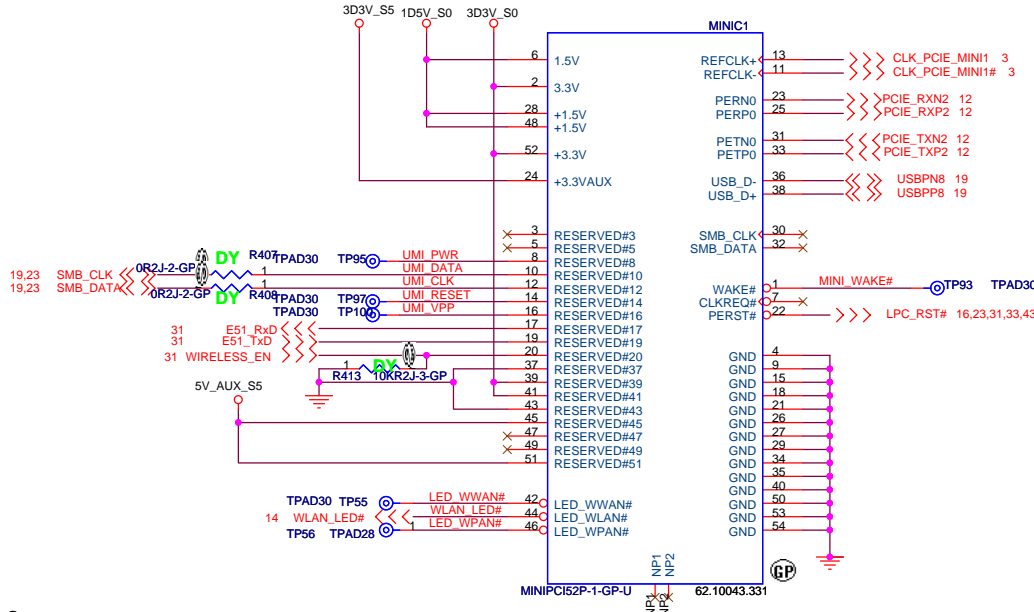 3D3V_S5 1D5V_S0 3D3V_S0
MINIC1
6 1.5V
2 3.3V
28 +1.5V
48 +1.5V
52 +3.3V
24 +3.3VAUX
REFCLK+ 13 CLK_PCIE_MINI1 3
REFCLK- 11 CLK_PCIE_MINI1# 3
PERN0 23 PCIE_RXN2 12
PERP0 25 PCIE_RXP2 12
PETN0 31 PCIE_TXN2 12
PETP0 33 PCIE_TXP2 12
USB_D- 36 USBPN8 19
USB_D+ 38 USBPP8 19
SMB_CLK 30
SMB_DATA 32
WAKE# 1 MINI_WAKE# TP93 TPAD30
CLKREQ# 7
PERST# 22 LPC_RST# 16,23,31,33,43
3 RESERVED#3
5 RESERVED#5
TPAD30 TP95 UMI_PWR 8 RESERVED#8
19,23 SMB_CLK 0R2J-2-GP DY R407 1 UMI_DATA 10 RESERVED#10
19,23 SMB_DATA 0R2J-2-GP DY R408 1 UMI_CLK 12 RESERVED#12
TPAD30 TP97 UMI_RESET 14 RESERVED#14
TPAD30 TP100 UMI_VPP 16 RESERVED#16
31 E51_RxD 17 RESERVED#17
31 E51_TxD 19 RESERVED#19
31 WIRELESS_EN 20 RESERVED#20
1 DY
R413 10KR2J-3-GP
37 RESERVED#37
39 RESERVED#39
41 RESERVED#41
43 RESERVED#43
5V_AUX_S5
45 RESERVED#45
47 RESERVED#47
49 RESERVED#49
51 RESERVED#51
GND 4
GND 9
GND 15
GND 18
GND 21
GND 26
GND 27
GND 29
GND 34
GND 35
GND 40
GND 50
GND 53
GND 54
TPAD30 TP55 LED_WWAN# 42 LED_WWAN#
14 WLAN_LED# WLAN_LED# 44 LED_WLAN#
TP56 TPAD28 1 LED_WPAN# 46 LED_WPAN#
NP1 NP2
MINIPCI52P-1-GP-U
62.10043.331
GP
NP1 NP2